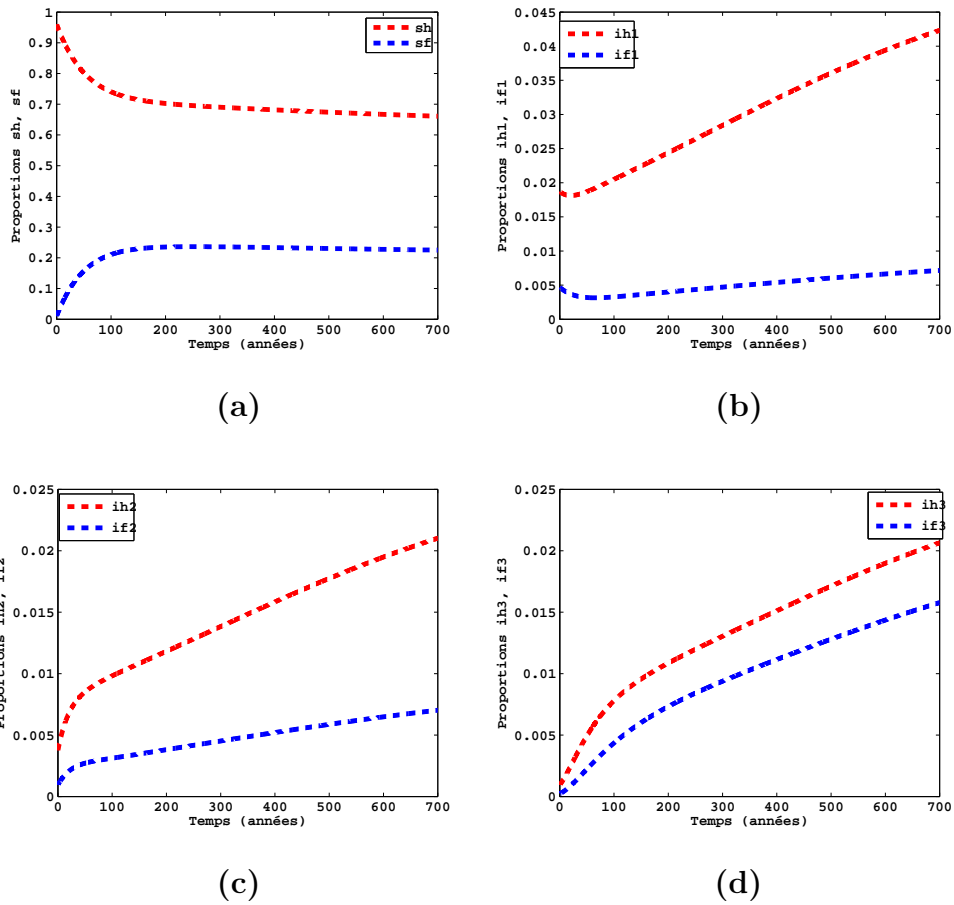 1
0.9
0.8
0.7
0.6
0.5
0.4
0.3
0.2
0.1
0
Proportions sh, sf
sh
sf
0 100 200 300 400 500 600 700
Temps (années)
(a)
0.045
0.04
0.035
0.03
0.025
0.02
0.015
0.01
0.005
0
Proportions ih1, if1
ih1
if1
0 100 200 300 400 500 600 700
Temps (années)
(b)
0.025
0.02
0.015
0.01
0.005
0
Proportions ih2, if2
ih2
if2
0 100 200 300 400 500 600 700
Temps (années)
(c)
0.025
0.02
0.015
0.01
0.005
0
Proportions ih3, if3
ih3
if3
0 100 200 300 400 500 600 700
Temps (années)
(d)